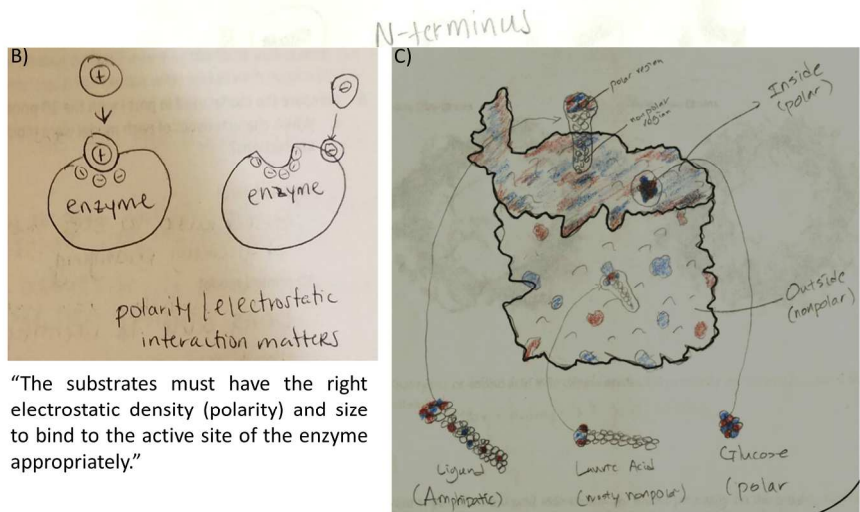 N-terminus
B)
enzyme
enzyme
polarity / electrostatic
interaction matters
"The substrates must have the right
electrostatic density (polarity) and size
to bind to the active site of the enzyme
appropriately."
C)
polar region
nonpolar
region
Inside
(polar)
Outside
(nonpolar)
Ligand
(Amphipatic)
Lauric Acid
(mostly nonpolar)
Glucose
(polar